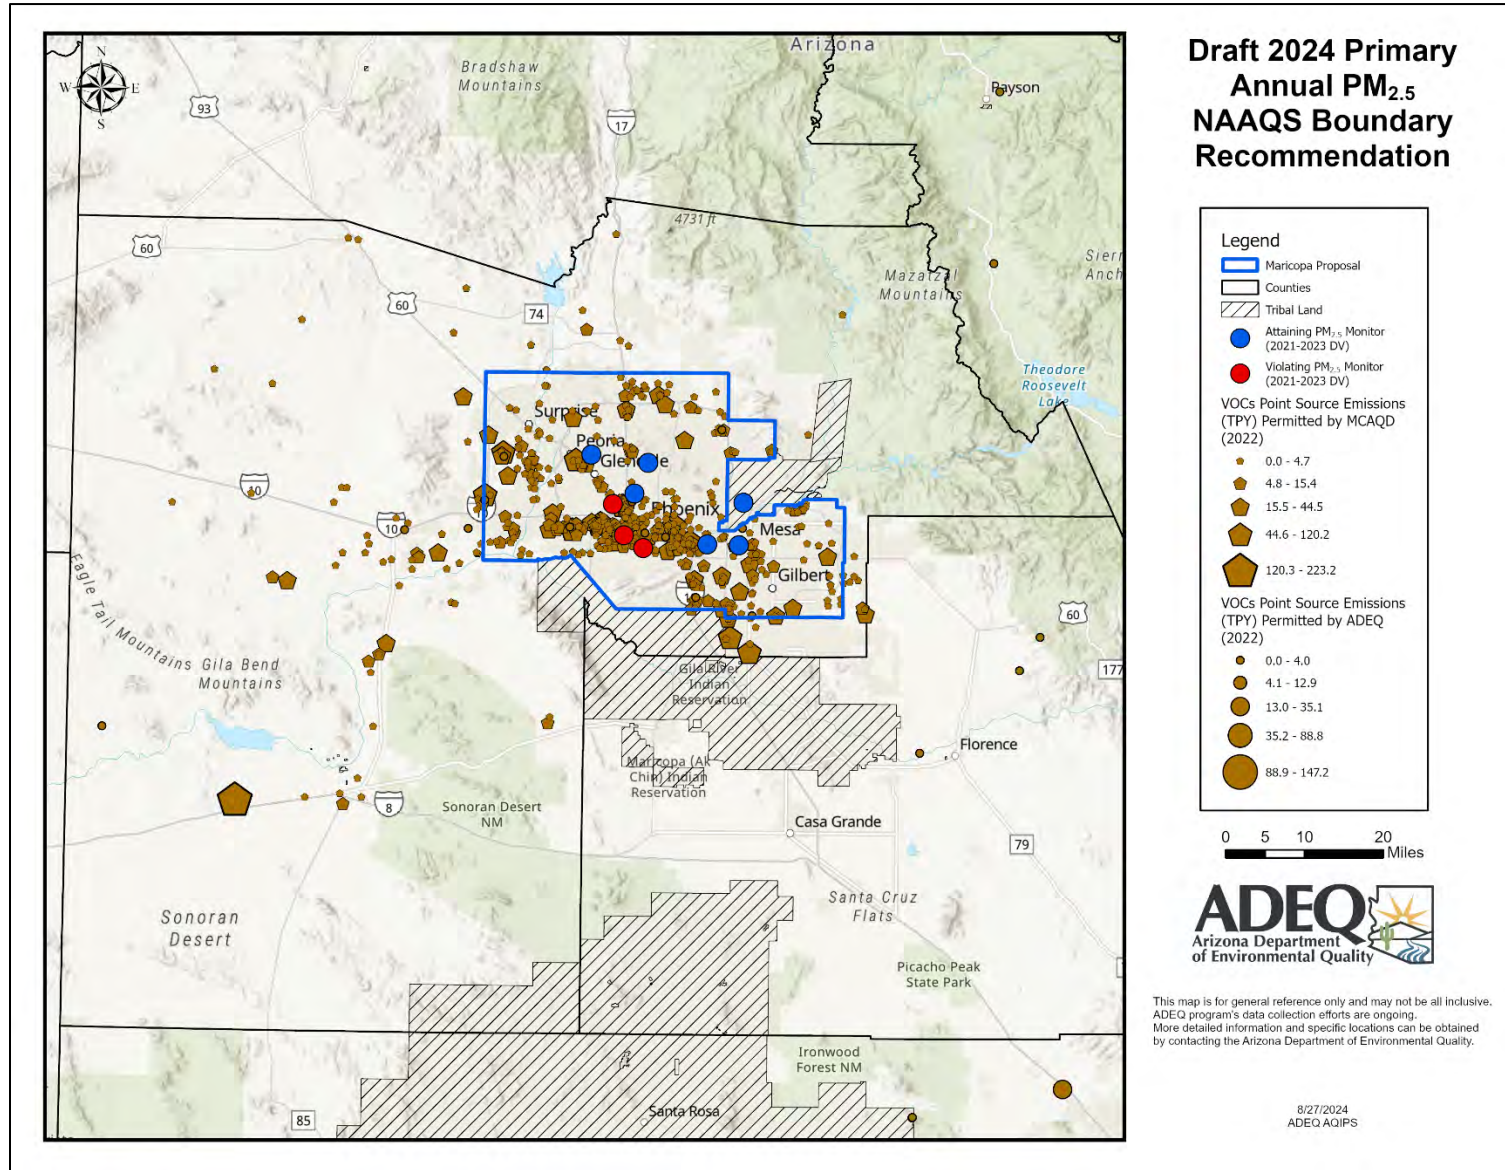 Draft 2024 Primary
Annual PM2.5
NAAQS Boundary
Recommendation
Legend
Maricopa Proposal
Counties
Tribal Land
Attaining PM2.5 Monitor
(2021-2023 DV)
Violating PM2.5 Monitor
(2021-2023 DV)
VOCs Point Source Emissions
(TPY) Permitted by MCAQD
(2022)
0.0 - 4.7
4.8 - 15.4
15.5 - 44.5
44.6 - 120.2
120.3 - 223.2
VOCs Point Source Emissions
(TPY) Permitted by ADEQ
(2022)
0.0 - 4.0
4.1 - 12.9
13.0 - 35.1
35.2 - 88.8
88.9 - 147.2
0 5 10 20
Miles
ADEQ
Arizona Department
of Environmental Quality
This map is for general reference only and may not be all inclusive.
ADEQ program's data collection efforts are ongoing.
More detailed information and specific locations can be obtained
by contacting the Arizona Department of Environmental Quality.
8/27/2024
ADEQ AQIPS
N
W E
S
Arizona
Bradshaw
Mountains
Payson
93
17
4731 ft
60
Mazatzal
Mountains
Sierr
Anch
60
74
Theodore
Roosevelt
Lake
Surprise
Peoria
Glendale
10
10
Phoenix
Mesa
Gilbert
Eagle Tail Mountains
Gila Bend
Mountains
60
177
Gila River
Indian
Reservation
Florence
Maricopa (Ak
Chin) Indian
Reservation
8
Sonoran Desert
NM
Casa Grande
79
Sonoran
Desert
Santa Cruz
Flats
Picacho Peak
State Park
Ironwood
Forest NM
85
Santa Rosa